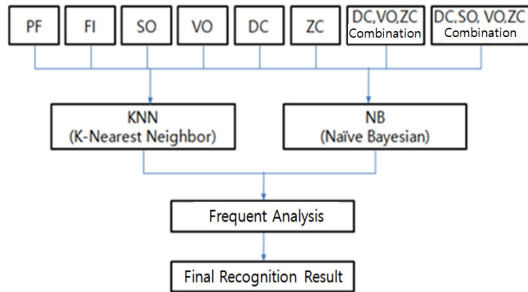 PF
FI
SO
VO
DC
ZC
DC,VO,ZC
Combination
DC,SO, VO,ZC
Combination
KNN
(K-Nearest Neighbor)
NB
(Naïve Bayesian)
Frequent Analysis
Final Recognition Result